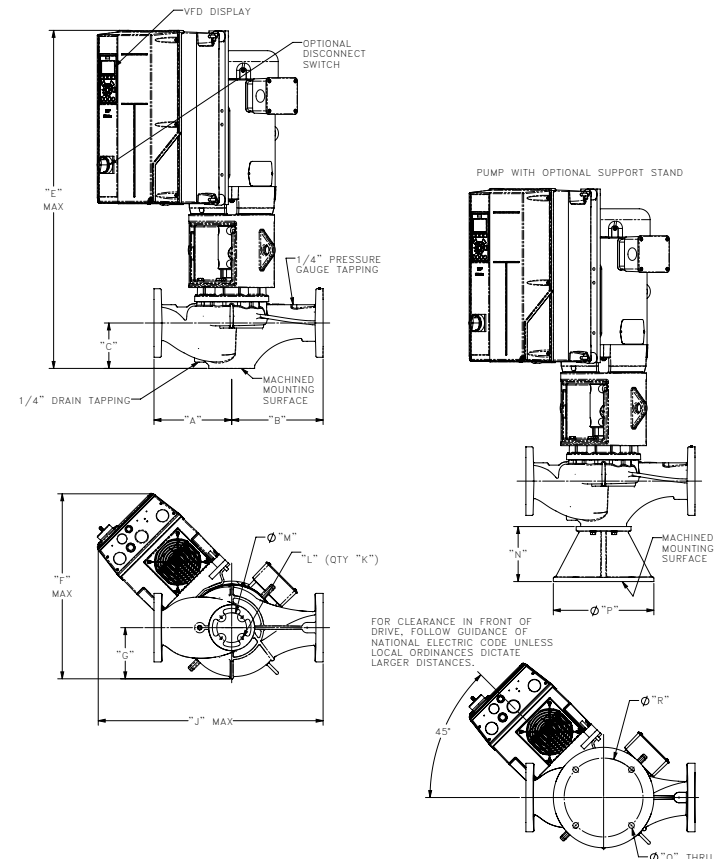 VFD DISPLAY
OPTIONAL
DISCONNECT
SWITCH
"E"
MAX
1/4" PRESSURE
GAUGE TAPPING
"C"
MACHINED
MOUNTING
SURFACE
1/4" DRAIN TAPPING
"A"
"B"
PUMP WITH OPTIONAL SUPPORT STAND
"N"
MACHINED
MOUNTING
SURFACE
Ø "P"
Ø "M"
"L" (QTY "K")
"F"
MAX
"G"
"J" MAX
FOR CLEARANCE IN FRONT OF
DRIVE, FOLLOW GUIDANCE OF
NATIONAL ELECTRIC CODE UNLESS
LOCAL ORDINANCES DICTATE
LARGER DISTANCES.
45°
Ø "R"